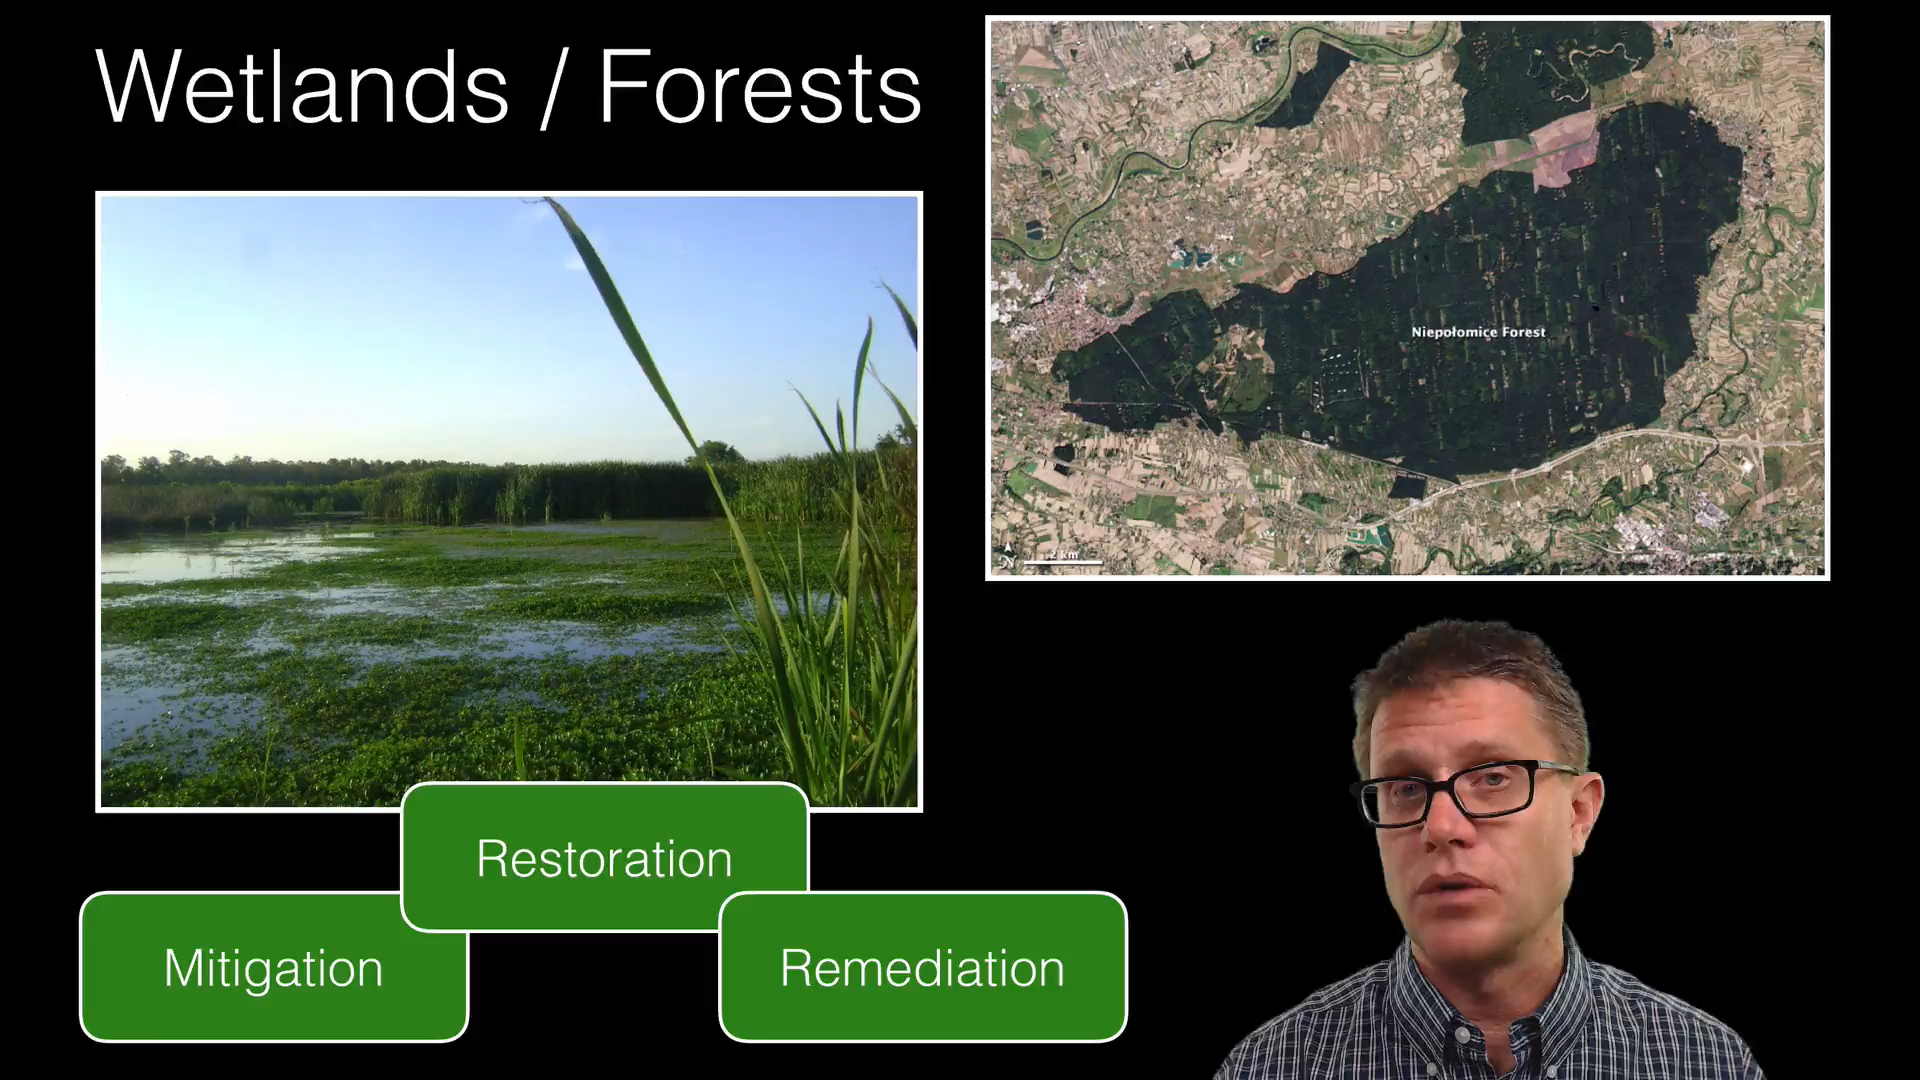 Wetlands / Forests
Niepołomice Forest
2 km
N
Restoration
Mitigation
Remediation